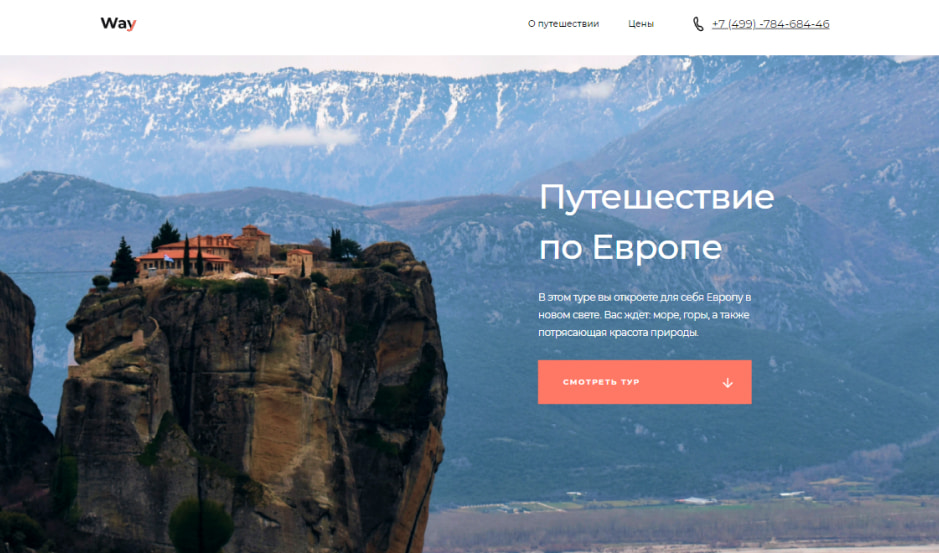 Way
О путешествии
Цены
+7 (499) -784-684-46
Путешествие
по Европе
В этом туре вы откроете для себя Европу в
новом свете. Вас ждет: море, горы, а также
потрясающая красота природы.
СМОТРЕТЬ ТУР